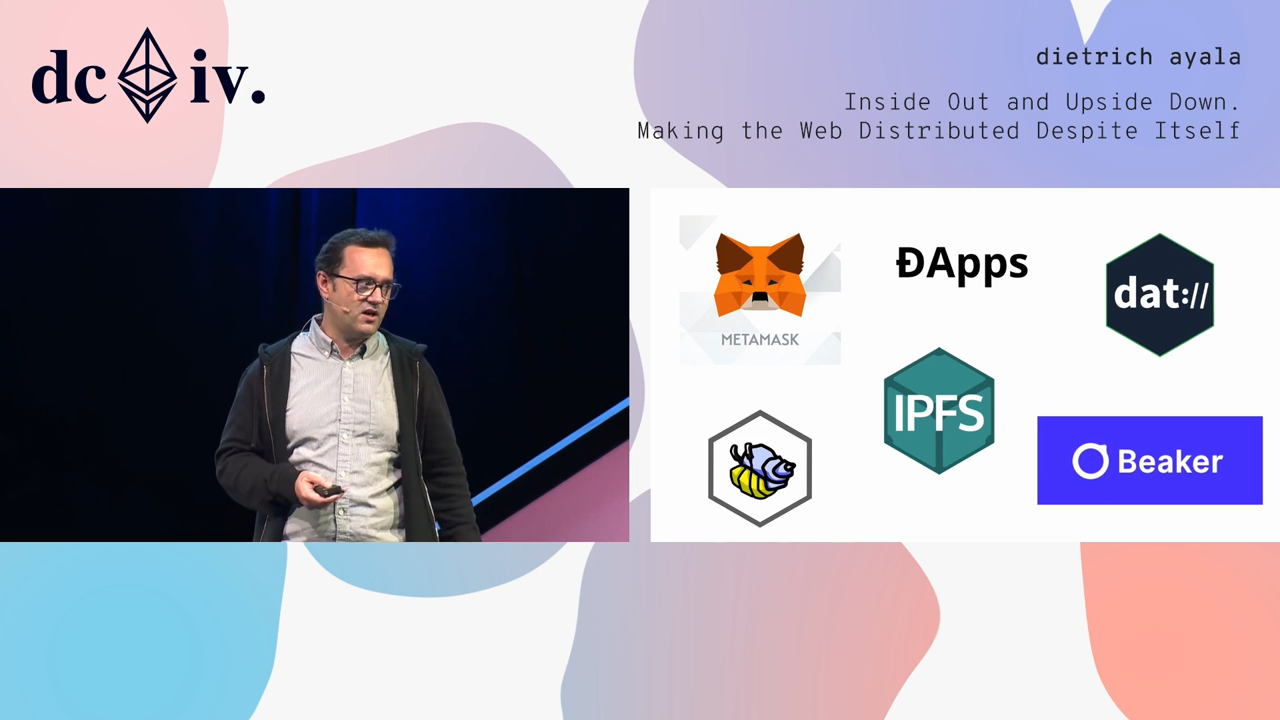 dc iv.
dietrich ayala
Inside Out and Upside Down.
Making the Web Distributed Despite Itself
METAMASK
ÐApps
dat://
IPFS
Beaker